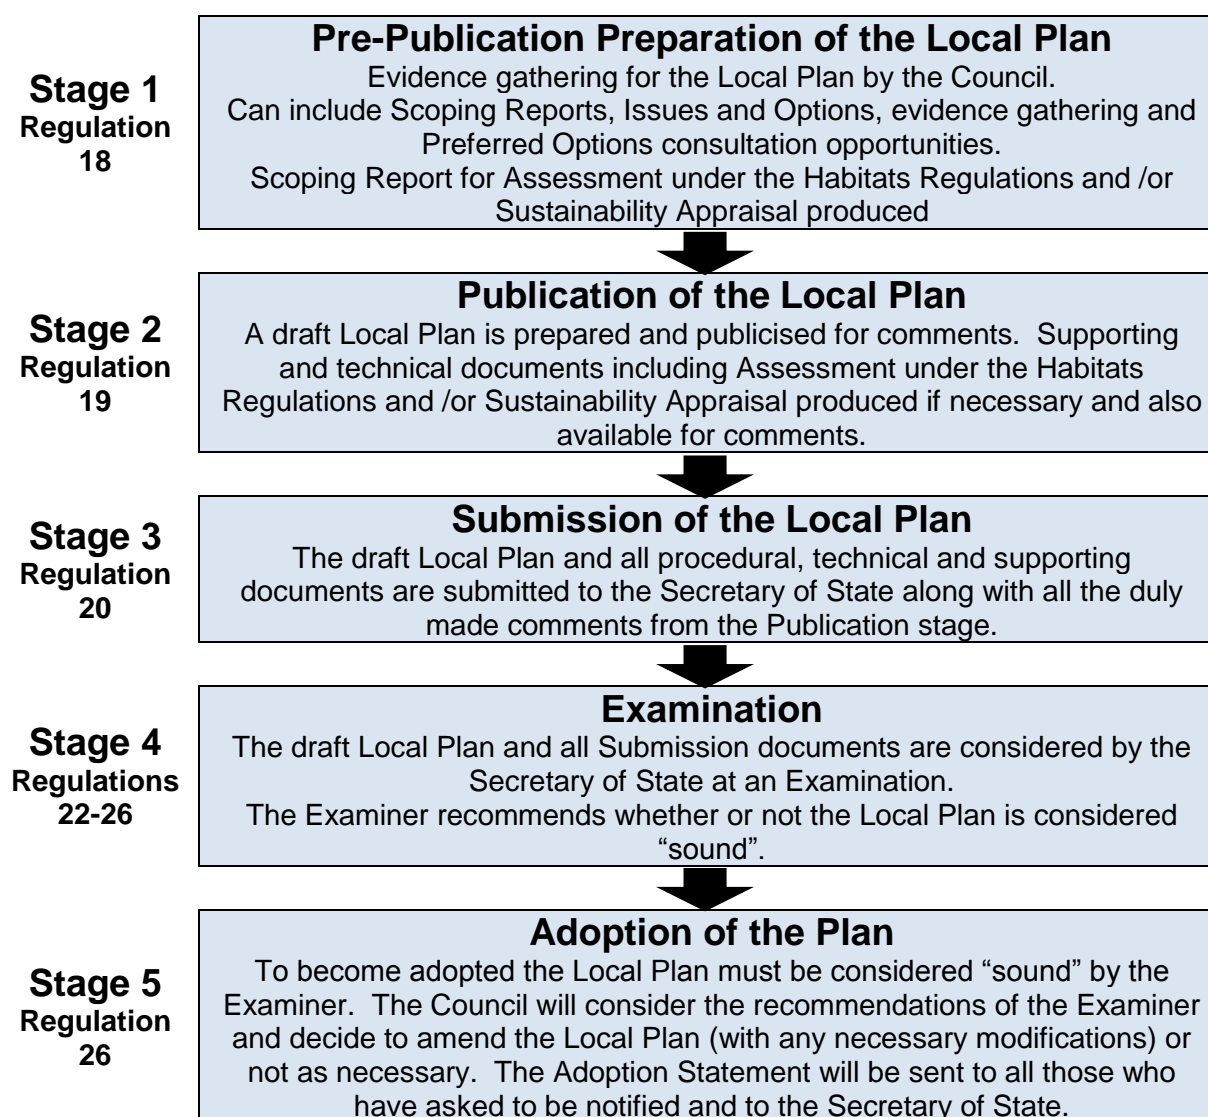 Stage 1
Regulation
18
Pre-Publication Preparation of the Local Plan
Evidence gathering for the Local Plan by the Council.
Can include Scoping Reports, Issues and Options, evidence gathering and
Preferred Options consultation opportunities.
Scoping Report for Assessment under the Habitats Regulations and /or
Sustainability Appraisal produced
Stage 2
Regulation
19
Publication of the Local Plan
A draft Local Plan is prepared and publicised for comments.  Supporting
and technical documents including Assessment under the Habitats
Regulations and /or Sustainability Appraisal produced if necessary and also
available for comments.
Stage 3
Regulation
20
Submission of the Local Plan
The draft Local Plan and all procedural, technical and supporting
documents are submitted to the Secretary of State along with all the duly
made comments from the Publication stage.
Stage 4
Regulations
22-26
Examination
The draft Local Plan and all Submission documents are considered by the
Secretary of State at an Examination.
The Examiner recommends whether or not the Local Plan is considered
“sound”.
Stage 5
Regulation
26
Adoption of the Plan
To become adopted the Local Plan must be considered “sound” by the
Examiner.  The Council will consider the recommendations of the Examiner
and decide to amend the Local Plan (with any necessary modifications) or
not as necessary.  The Adoption Statement will be sent to all those who
have asked to be notified and to the Secretary of State.